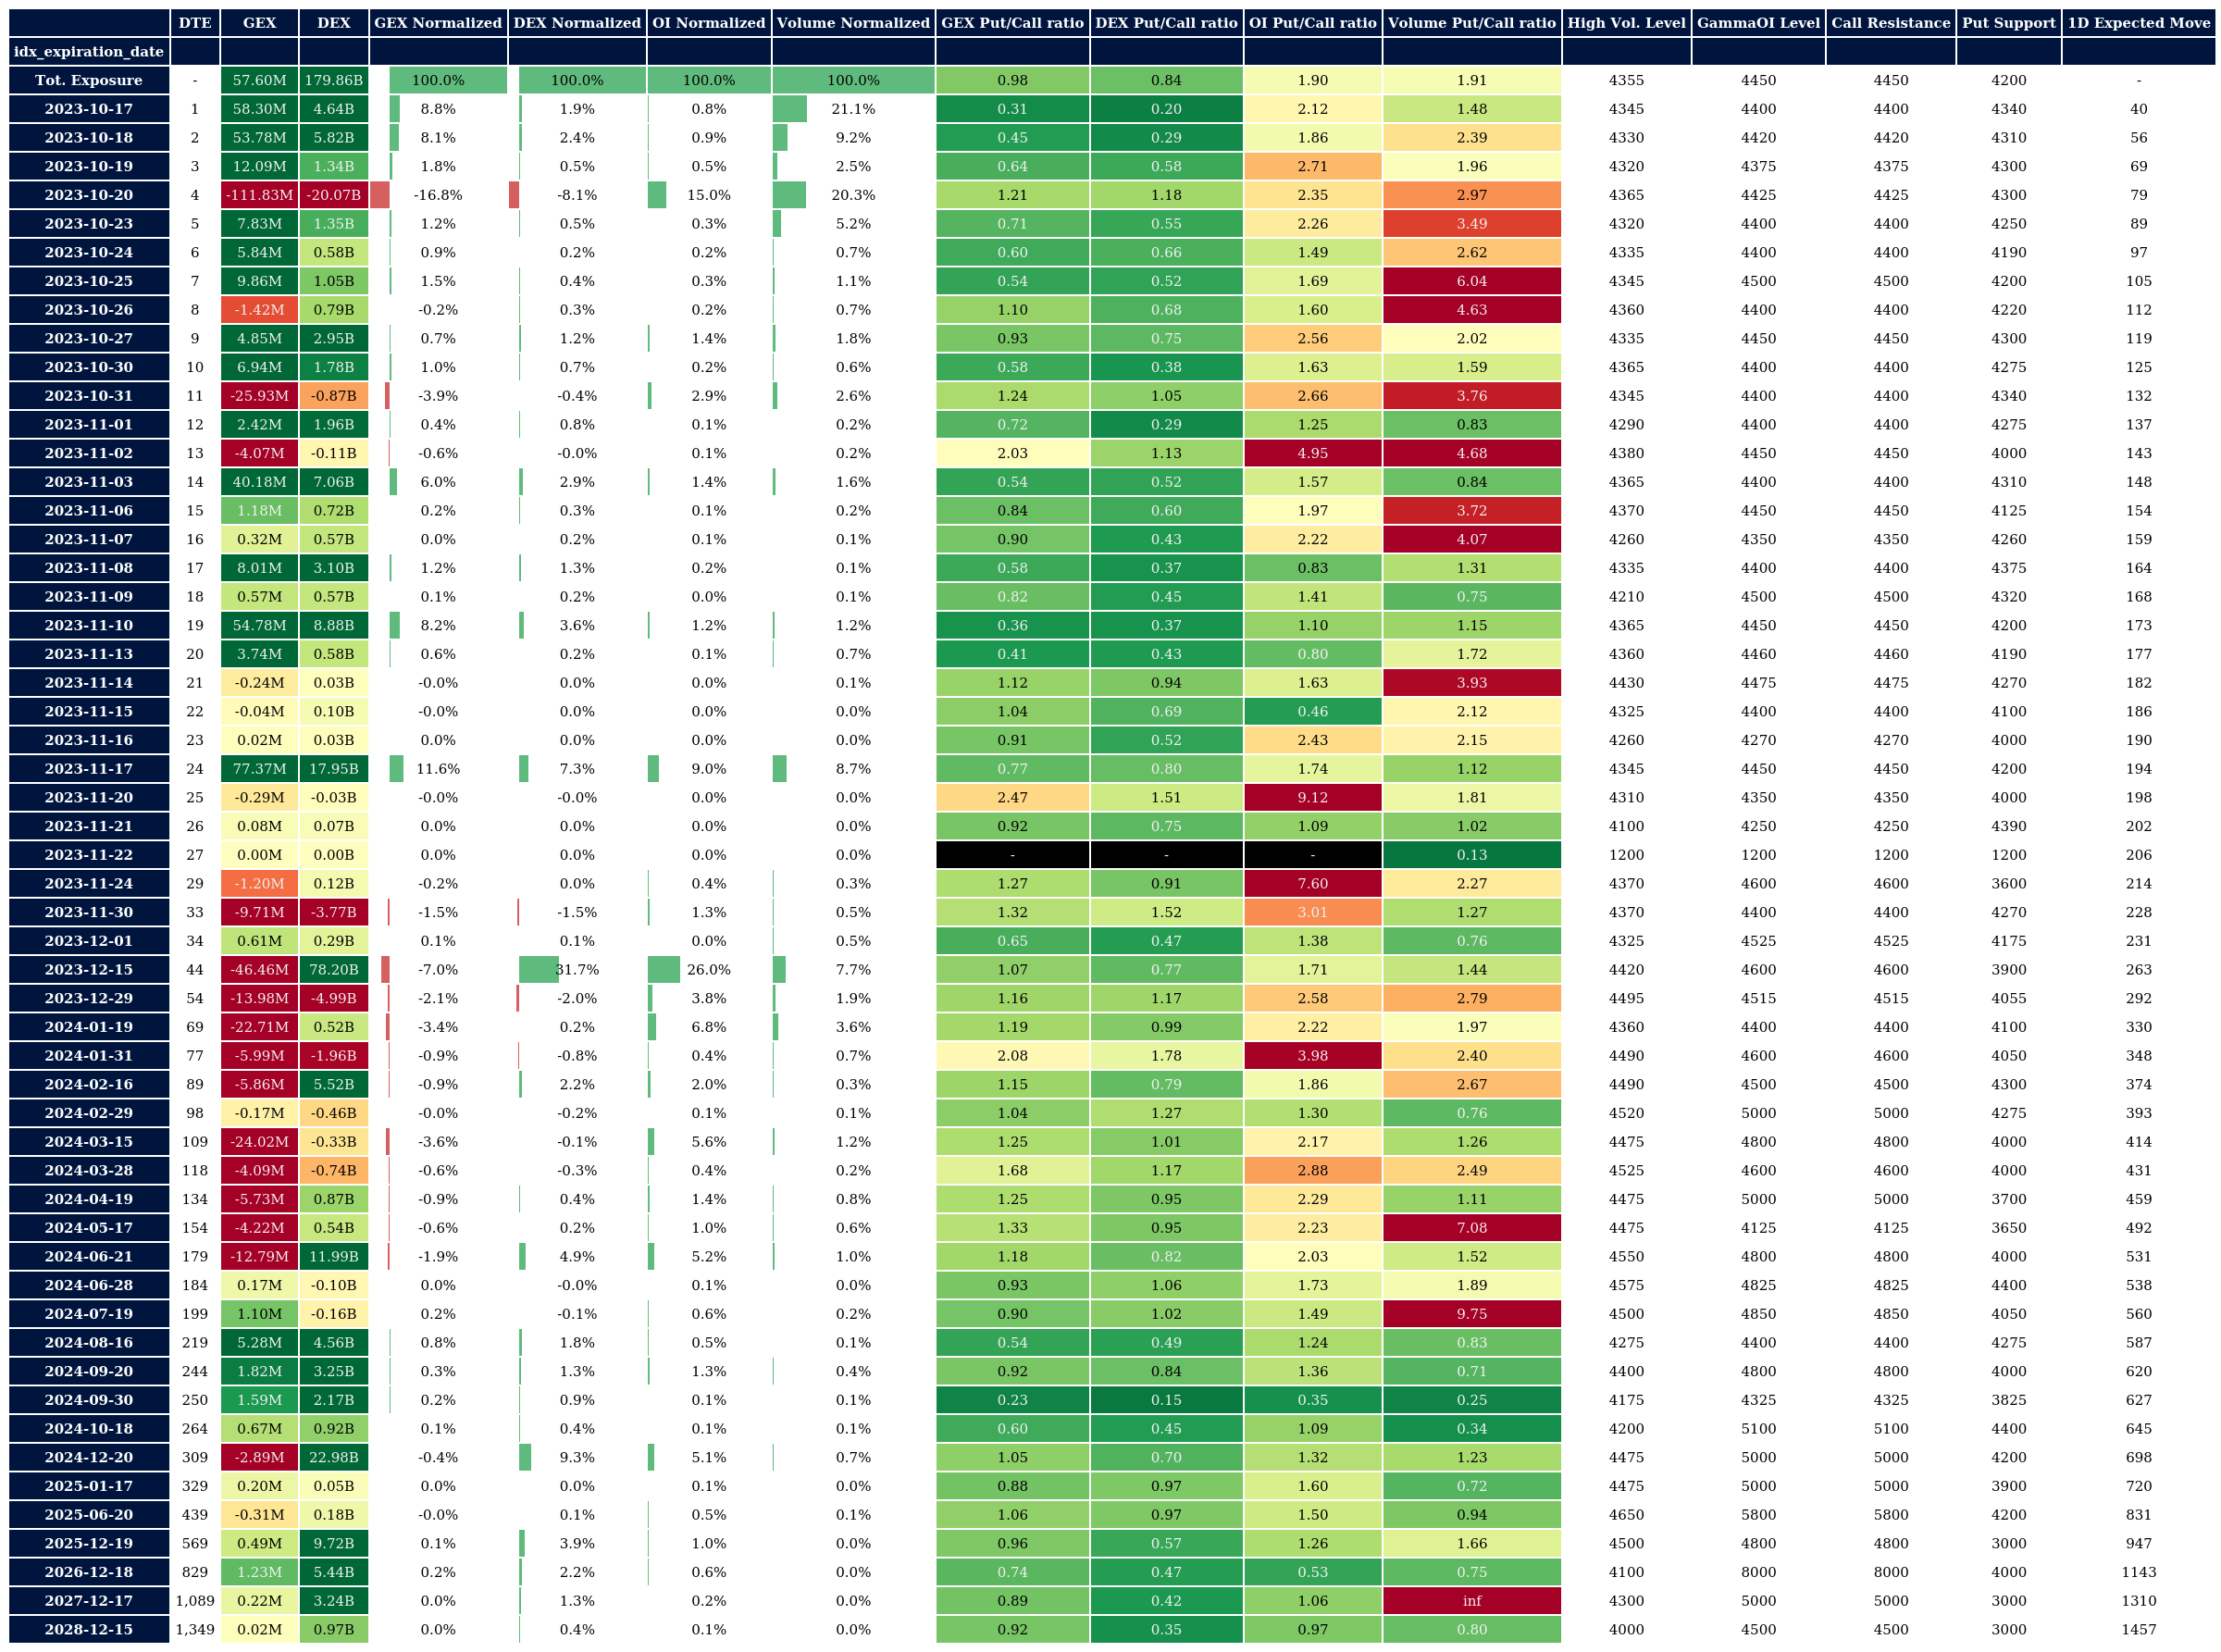 DTE GEX DEX GEX Normalized DEX Normalized OI Normalized Volume Normalized GEX Put/Call ratio DEX Put/Call ratio OI Put/Call ratio Volume Put/Call ratio High Vol. Level GammaOI Level Call Resistance Put Support 1D Expected Move
idx_expiration_date
Tot. Exposure - 57.60M 179.86B 100.0% 100.0% 100.0% 100.0% 0.98 0.84 1.90 1.91 4355 4450 4450 4200 -
2023-10-17 1 58.30M 4.64B 8.8% 1.9% 0.8% 21.1% 0.31 0.20 2.12 1.48 4345 4400 4400 4340 40
2023-10-18 2 53.78M 5.82B 8.1% 2.4% 0.9% 9.2% 0.45 0.29 1.86 2.39 4330 4420 4420 4310 56
2023-10-19 3 12.09M 1.34B 1.8% 0.5% 0.5% 2.5% 0.64 0.58 2.71 1.96 4320 4375 4375 4300 69
2023-10-20 4 -111.83M -20.07B -16.8% -8.1% 15.0% 20.3% 1.21 1.18 2.35 2.97 4365 4425 4425 4300 79
2023-10-23 5 7.83M 1.35B 1.2% 0.5% 0.3% 5.2% 0.71 0.55 2.26 3.49 4320 4400 4400 4250 89
2023-10-24 6 5.84M 0.58B 0.9% 0.2% 0.2% 0.7% 0.60 0.66 1.49 2.62 4335 4400 4400 4190 97
2023-10-25 7 9.86M 1.05B 1.5% 0.4% 0.3% 1.1% 0.54 0.52 1.69 6.04 4345 4500 4500 4200 105
2023-10-26 8 -1.42M 0.79B -0.2% 0.3% 0.2% 0.7% 1.10 0.68 1.60 4.63 4360 4400 4400 4220 112
2023-10-27 9 4.85M 2.95B 0.7% 1.2% 1.4% 1.8% 0.93 0.75 2.56 2.02 4335 4450 4450 4300 119
2023-10-30 10 6.94M 1.78B 1.0% 0.7% 0.2% 0.6% 0.58 0.38 1.63 1.59 4365 4400 4400 4275 125
2023-10-31 11 -25.93M -0.87B -3.9% -0.4% 2.9% 2.6% 1.24 1.05 2.66 3.76 4345 4400 4400 4340 132
2023-11-01 12 2.42M 1.96B 0.4% 0.8% 0.1% 0.2% 0.72 0.29 1.25 0.83 4290 4400 4400 4275 137
2023-11-02 13 -4.07M -0.11B -0.6% -0.0% 0.1% 0.2% 2.03 1.13 4.95 4.68 4380 4450 4450 4000 143
2023-11-03 14 40.18M 7.06B 6.0% 2.9% 1.4% 1.6% 0.54 0.52 1.57 0.84 4365 4400 4400 4310 148
2023-11-06 15 1.18M 0.72B 0.2% 0.3% 0.1% 0.2% 0.84 0.60 1.97 3.72 4370 4450 4450 4125 154
2023-11-07 16 0.32M 0.57B 0.0% 0.2% 0.1% 0.1% 0.90 0.43 2.22 4.07 4260 4350 4350 4260 159
2023-11-08 17 8.01M 3.10B 1.2% 1.3% 0.2% 0.1% 0.58 0.37 0.83 1.31 4335 4400 4400 4375 164
2023-11-09 18 0.57M 0.57B 0.1% 0.2% 0.0% 0.1% 0.82 0.45 1.41 0.75 4210 4500 4500 4320 168
2023-11-10 19 54.78M 8.88B 8.2% 3.6% 1.2% 1.2% 0.36 0.37 1.10 1.15 4365 4450 4450 4200 173
2023-11-13 20 3.74M 0.58B 0.6% 0.2% 0.1% 0.7% 0.41 0.43 0.80 1.72 4360 4460 4460 4190 177
2023-11-14 21 -0.24M 0.03B -0.0% 0.0% 0.0% 0.1% 1.12 0.94 1.63 3.93 4430 4475 4475 4270 182
2023-11-15 22 -0.04M 0.10B -0.0% 0.0% 0.0% 0.0% 1.04 0.69 0.46 2.12 4325 4400 4400 4100 186
2023-11-16 23 0.02M 0.03B 0.0% 0.0% 0.0% 0.0% 0.91 0.52 2.43 2.15 4260 4270 4270 4000 190
2023-11-17 24 77.37M 17.95B 11.6% 7.3% 9.0% 8.7% 0.77 0.80 1.74 1.12 4345 4450 4450 4200 194
2023-11-20 25 -0.29M -0.03B -0.0% -0.0% 0.0% 0.0% 2.47 1.51 9.12 1.81 4310 4350 4350 4000 198
2023-11-21 26 0.08M 0.07B 0.0% 0.0% 0.0% 0.0% 0.92 0.75 1.09 1.02 4100 4250 4250 4390 202
2023-11-22 27 0.00M 0.00B 0.0% 0.0% 0.0% 0.0% - - - 0.13 1200 1200 1200 1200 206
2023-11-24 29 -1.20M 0.12B -0.2% 0.0% 0.4% 0.3% 1.27 0.91 7.60 2.27 4370 4600 4600 3600 214
2023-11-30 33 -9.71M -3.77B -1.5% -1.5% 1.3% 0.5% 1.32 1.52 3.01 1.27 4370 4400 4400 4270 228
2023-12-01 34 0.61M 0.29B 0.1% 0.1% 0.0% 0.5% 0.65 0.47 1.38 0.76 4325 4525 4525 4175 231
2023-12-15 44 -46.46M 78.20B -7.0% 31.7% 26.0% 7.7% 1.07 0.77 1.71 1.44 4420 4600 4600 3900 263
2023-12-29 54 -13.98M -4.99B -2.1% -2.0% 3.8% 1.9% 1.16 1.17 2.58 2.79 4495 4515 4515 4055 292
2024-01-19 69 -22.71M 0.52B -3.4% 0.2% 6.8% 3.6% 1.19 0.99 2.22 1.97 4360 4400 4400 4100 330
2024-01-31 77 -5.99M -1.96B -0.9% -0.8% 0.4% 0.7% 2.08 1.78 3.98 2.40 4490 4600 4600 4050 348
2024-02-16 89 -5.86M 5.52B -0.9% 2.2% 2.0% 0.3% 1.15 0.79 1.86 2.67 4490 4500 4500 4300 374
2024-02-29 98 -0.17M -0.46B -0.0% -0.2% 0.1% 0.1% 1.04 1.27 1.30 0.76 4520 5000 5000 4275 393
2024-03-15 109 -24.02M -0.33B -3.6% -0.1% 5.6% 1.2% 1.25 1.01 2.17 1.26 4475 4800 4800 4000 414
2024-03-28 118 -4.09M -0.74B -0.6% -0.3% 0.4% 0.2% 1.68 1.17 2.88 2.49 4525 4600 4600 4000 431
2024-04-19 134 -5.73M 0.87B -0.9% 0.4% 1.4% 0.8% 1.25 0.95 2.29 1.11 4475 5000 5000 3700 459
2024-05-17 154 -4.22M 0.54B -0.6% 0.2% 1.0% 0.6% 1.33 0.95 2.23 7.08 4475 4125 4125 3650 492
2024-06-21 179 -12.79M 11.99B -1.9% 4.9% 5.2% 1.0% 1.18 0.82 2.03 1.52 4550 4800 4800 4000 531
2024-06-28 184 0.17M -0.10B 0.0% -0.0% 0.1% 0.0% 0.93 1.06 1.73 1.89 4575 4825 4825 4400 538
2024-07-19 199 1.10M -0.16B 0.2% -0.1% 0.6% 0.2% 0.90 1.02 1.49 9.75 4500 4850 4850 4050 560
2024-08-16 219 5.28M 4.56B 0.8% 1.8% 0.5% 0.1% 0.54 0.49 1.24 0.83 4275 4400 4400 4275 587
2024-09-20 244 1.82M 3.25B 0.3% 1.3% 1.3% 0.4% 0.92 0.84 1.36 0.71 4400 4800 4800 4000 620
2024-09-30 250 1.59M 2.17B 0.2% 0.9% 0.1% 0.1% 0.23 0.15 0.35 0.25 4175 4325 4325 3825 627
2024-10-18 264 0.67M 0.92B 0.1% 0.4% 0.1% 0.1% 0.60 0.45 1.09 0.34 4200 5100 5100 4400 645
2024-12-20 309 -2.89M 22.98B -0.4% 9.3% 5.1% 0.7% 1.05 0.70 1.32 1.23 4475 5000 5000 4200 698
2025-01-17 329 0.20M 0.05B 0.0% 0.0% 0.1% 0.0% 0.88 0.97 1.60 0.72 4475 5000 5000 3900 720
2025-06-20 439 -0.31M 0.18B -0.0% 0.1% 0.5% 0.1% 1.06 0.97 1.50 0.94 4650 5800 5800 4200 831
2025-12-19 569 0.49M 9.72B 0.1% 3.9% 1.0% 0.0% 0.96 0.57 1.26 1.66 4500 4800 4800 3000 947
2026-12-18 829 1.23M 5.44B 0.2% 2.2% 0.6% 0.0% 0.74 0.47 0.53 0.75 4100 8000 8000 4000 1143
2027-12-17 1,089 0.22M 3.24B 0.0% 1.3% 0.2% 0.0% 0.89 0.42 1.06 inf 4300 5000 5000 3000 1310
2028-12-15 1,349 0.02M 0.97B 0.0% 0.4% 0.1% 0.0% 0.92 0.35 0.97 0.80 4000 4500 4500 3000 1457